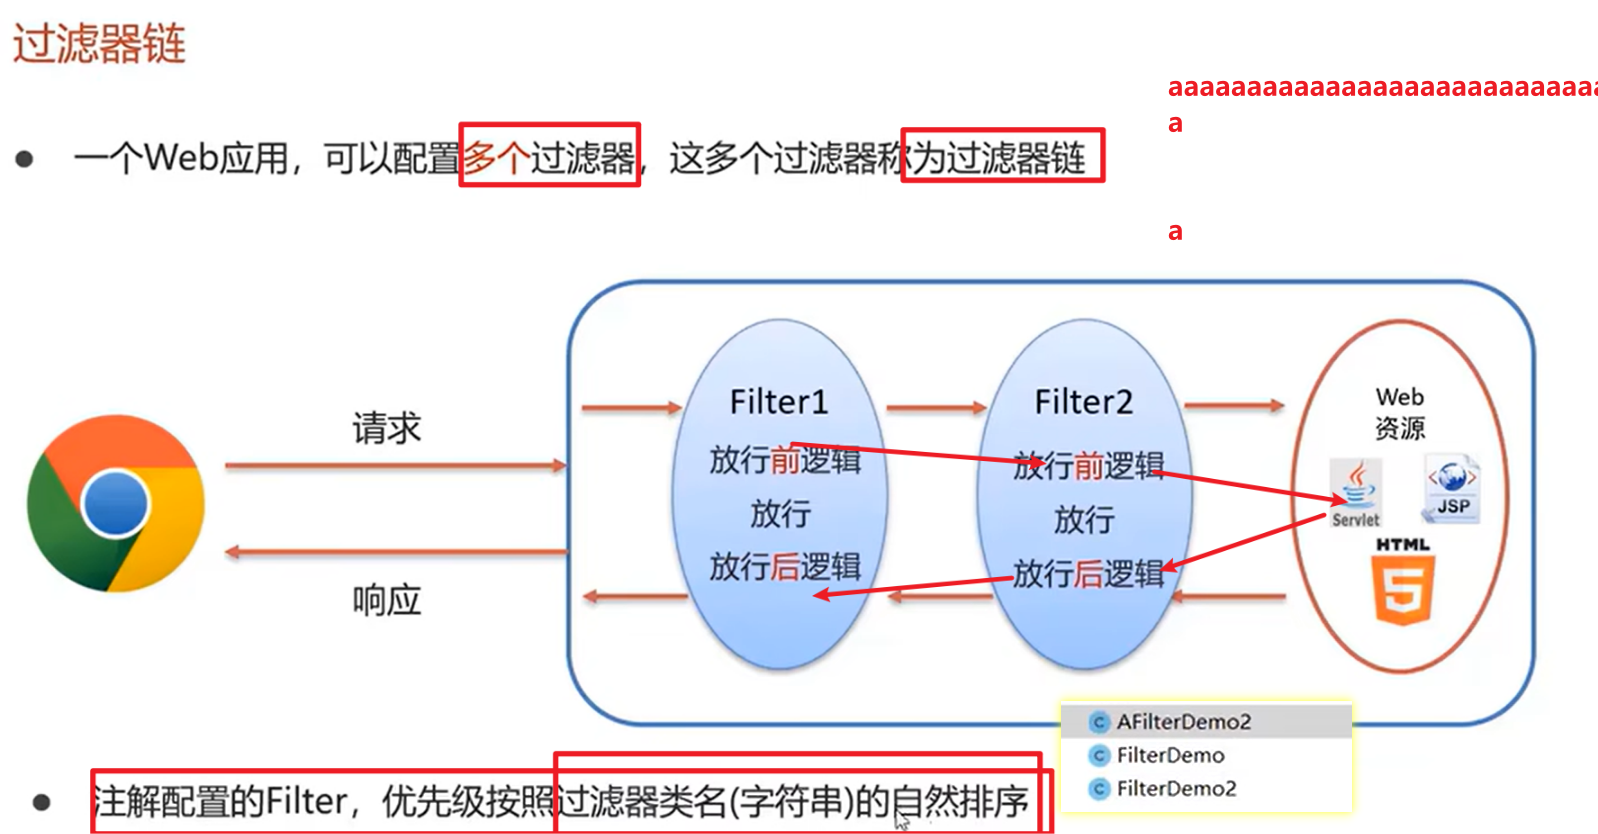 过滤器链
aaaaaaaaaaaaaaaaaaaaaaaaaaaa
a
一个Web应用，可以配置多个过滤器，这多个过滤器称为过滤器链
a
请求
响应
Filter1
放行前逻辑
放行
放行后逻辑
Filter2
放行前逻辑
放行
放行后逻辑
Web
资源
Servlet
JSP
HTML
5
C AFilterDemo2
C FilterDemo
C FilterDemo2
注解配置的Filter，优先级按照过滤器类名(字符串)的自然排序